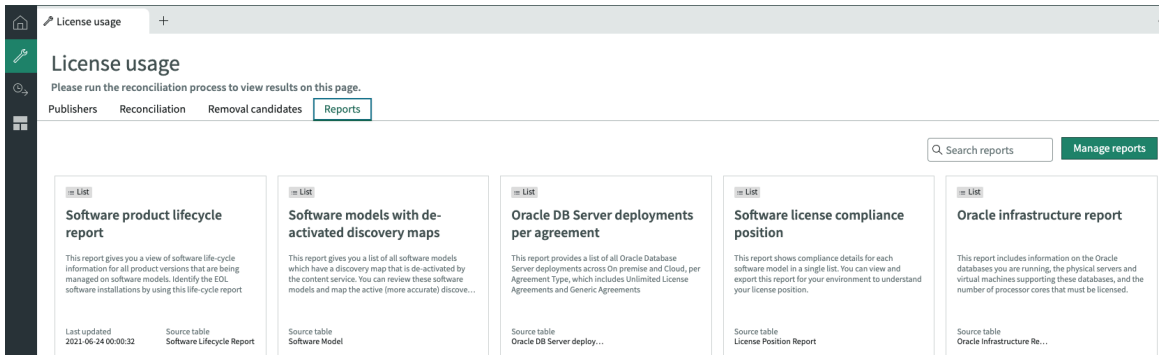 License usage
License usage
Please run the reconciliation process to view results on this page.
Publishers Reconciliation Removal candidates Reports
Search reports Manage reports
List
Software product lifecycle
report
This report gives you a view of software life-cycle
information for all product versions that are being
managed on software models. Identify the EOL
software installations by using this life-cycle report
Last updated Source table
2021-06-24 00:00:32 Software Lifecycle Report
List
Software models with de-
activated discovery maps
This report gives you a list of all software models
which have a discovery map that is de-activated by
the content service. You can review these software
models and map the active (more accurate) discove...
Source table
Software Model
List
Oracle DB Server deployments
per agreement
This report provides a list of all Oracle Database
Server deployments across On premise and Cloud, per
Agreement Type, which includes Unlimited License
Agreements and Generic Agreements
Source table
Oracle DB Server deploy...
List
Software license compliance
position
This report shows compliance details for each
software model in a single list. You can view and
export this report for your environment to understand
your license position.
Source table
License Position Report
List
Oracle infrastructure report
This report includes information on the Oracle
databases you are running, the physical servers and
virtual machines supporting these databases, and the
number of processor cores that must be licensed.
Source table
Oracle Infrastructure Re...